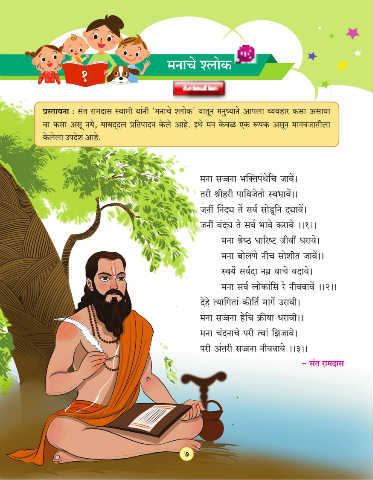 मनाचे श्लोक
१
प्रस्तावना : संत रामदास स्वामी यांनी 'मनाचे श्लोक' यातून मनुष्याने आपला व्यवहार कसा असावा
वा कसा असू नये, याबद्दल प्रतिपादन केले आहे. इथे मन केवळ एक रूपक असून मानवजातीला
केलेला उपदेश आहे.
मना सज्जना भक्तिपंथेचि जावें।
तरी श्रीहरी पाविजेतो स्वभावें।।
जनीं निंद्य तें सर्व सोडूनि द्यावें।
जनीं वंद्य ते सर्व भावे करावे ।।१।।
मना श्रेष्ठ धारिष्ट जीवीं धरावे।
मना बोलणे नीच सोशीत जावें।।
स्वयें सर्वदा नम्र वाचे वदावे।
मना सर्व लोकांसि रे नीववावें ।।२।।
देहे त्यागितां कीर्ति मागें उरावी।
मना सज्जना हेचि क्रीया धरावी।।
मना चंदनाचे परी त्वां झिजावे।
परी अंतरी सज्जना नीववावे ।।३।।
– संत रामदास